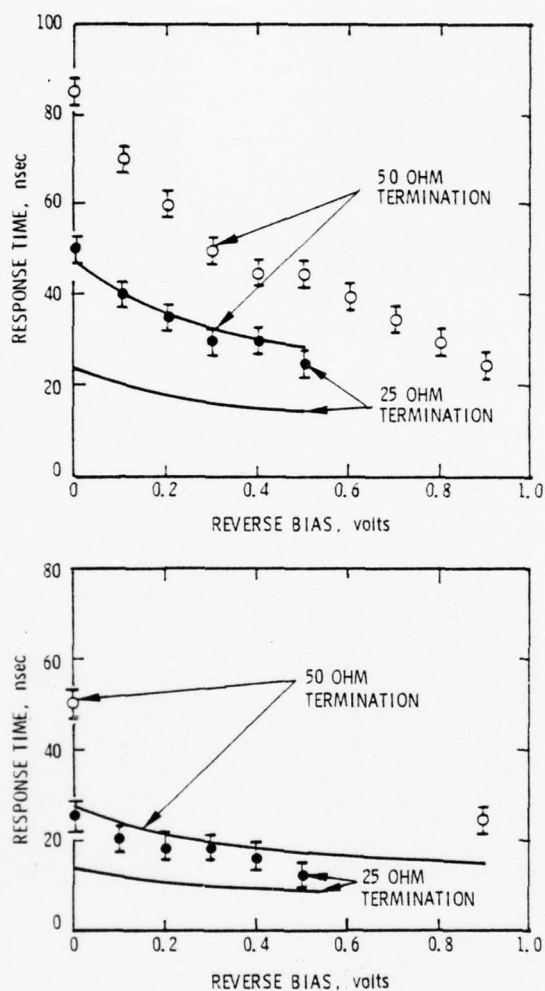 100
80
60
40
20
0
RESPONSE TIME, nsec
50 OHM
TERMINATION
25 OHM
TERMINATION
0 0.2 0.4 0.6 0.8 1.0
REVERSE BIAS, volts
80
60
40
20
0
RESPONSE TIME, nsec
50 OHM
TERMINATION
25 OHM
TERMINATION
0 0.2 0.4 0.6 0.8 1.0
REVERSE BIAS, volts